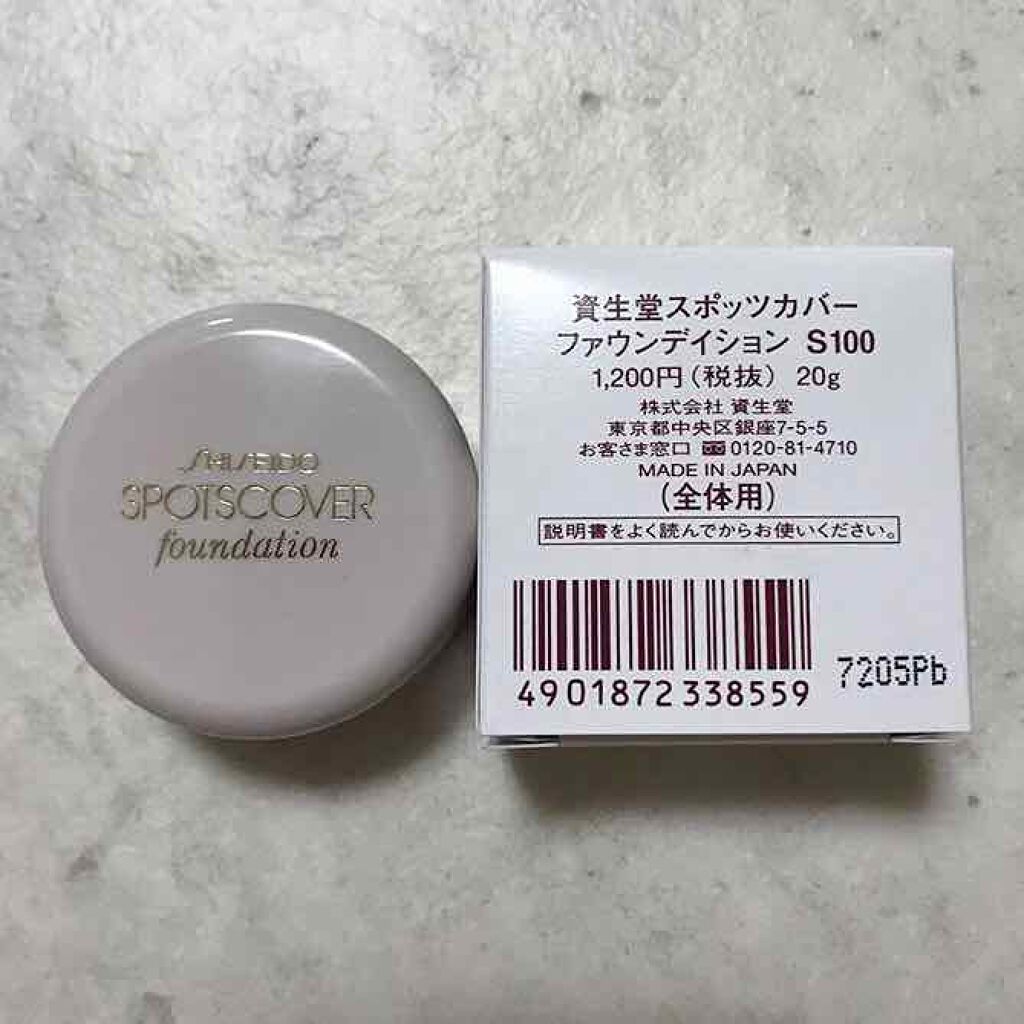 SHISEIDO
SPOTSCOVER
foundation
資生堂スポッツカバー
ファウンデイション S100
1,200円(税抜) 20g
株式会社 資生堂
東京都中央区銀座7-5-5
お客さま窓口 0120-81-4710
MADE IN JAPAN
(全体用)
説明書をよく読んでからお使いください。
4901872338559
7205Pb